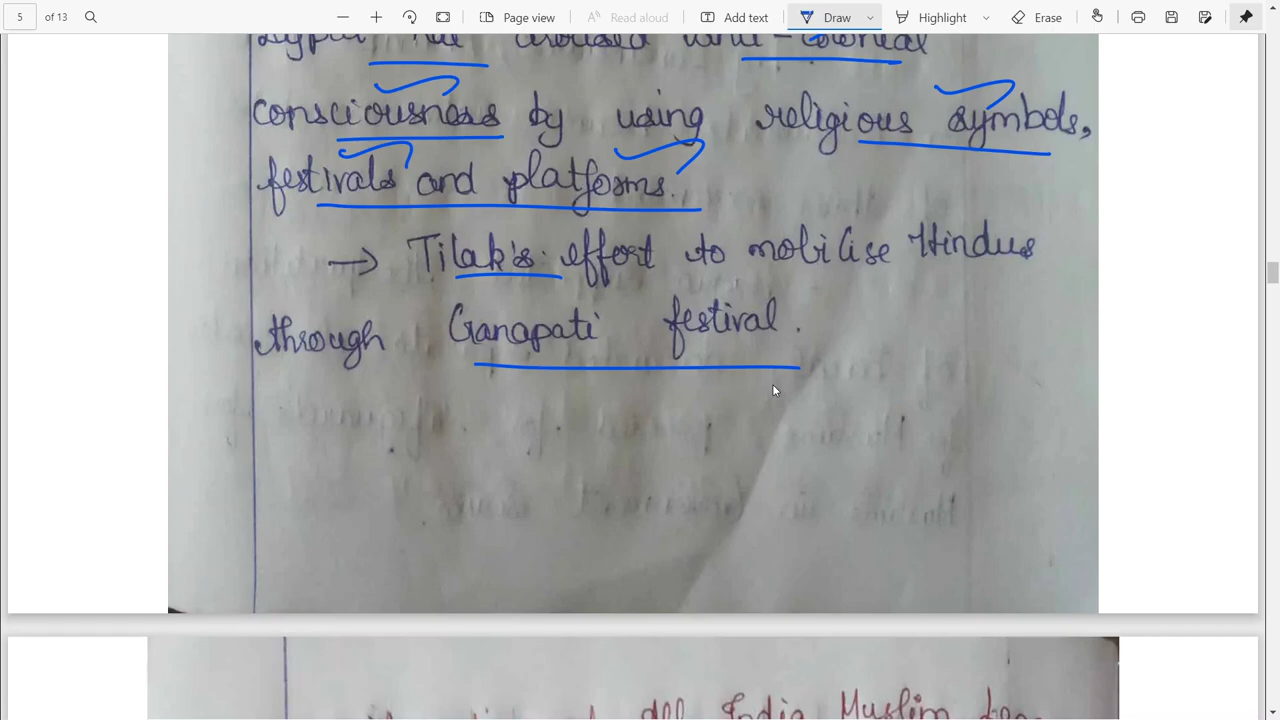 5 of 13 Page view Read aloud Add text Draw Highlight Erase
consciousness by using religious symbols,
festivals and platforms.
→ Tilak's effort to mobilise Hindus
through Ganapati festival.
All India Muslim